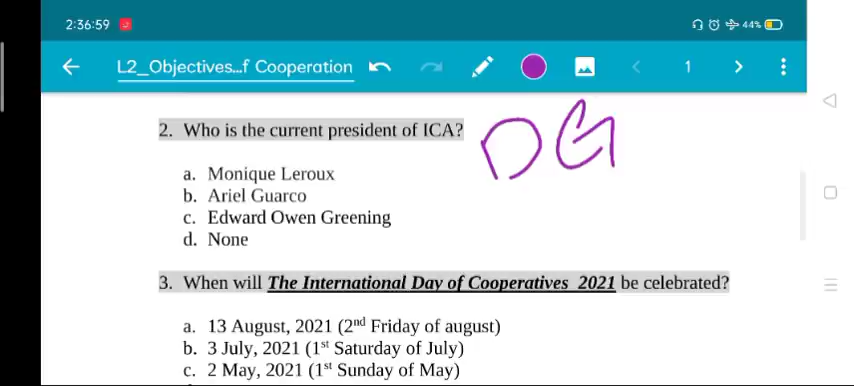 2:36:59 44%
L2_Objectives...f Cooperation 1
2. Who is the current president of ICA?
DG
a. Monique Leroux
b. Ariel Guarco
c. Edward Owen Greening
d. None
3. When will The International Day of Cooperatives 2021 be celebrated?
a. 13 August, 2021 (2nd Friday of august)
b. 3 July, 2021 (1st Saturday of July)
c. 2 May, 2021 (1st Sunday of May)